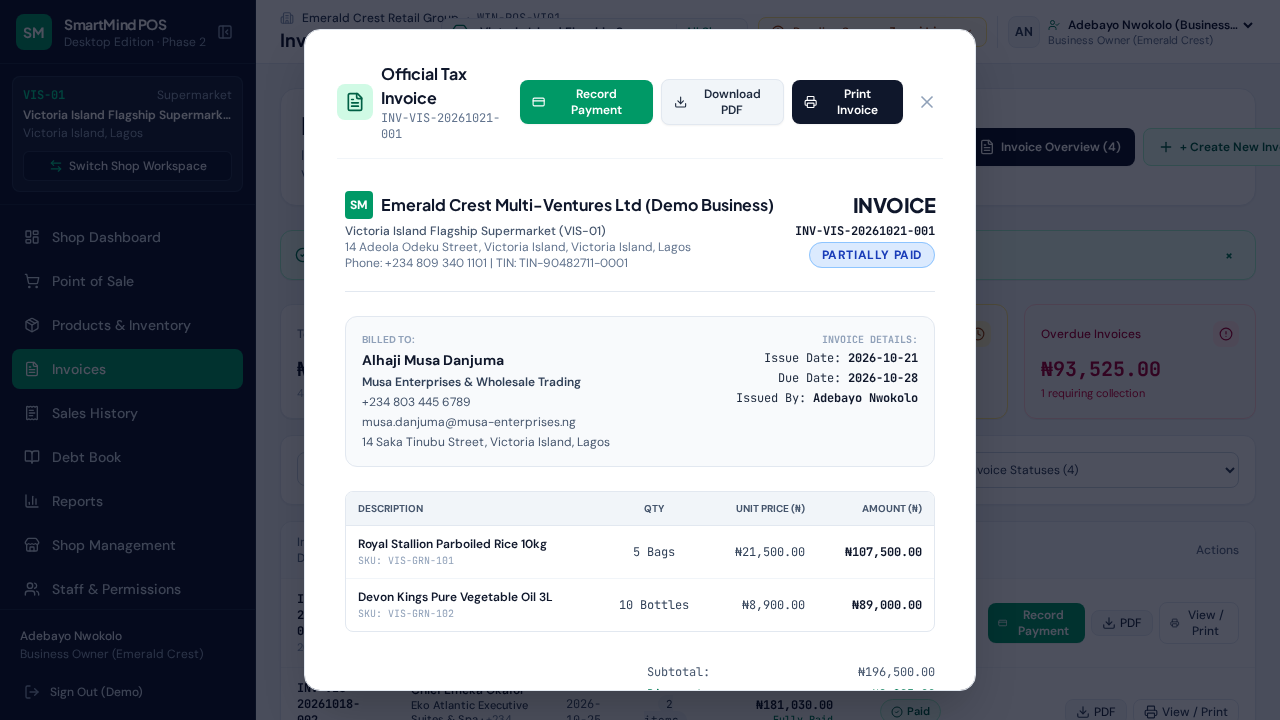 SM
SmartMind POS
Desktop Edition · Phase 2
VIS-01
Supermarket
Victoria Island Flagship Supermark...
Victoria Island, Lagos
Switch Shop Workspace
Shop Dashboard
Point of Sale
Products & Inventory
Invoices
Sales History
Debt Book
Reports
Shop Management
Staff & Permissions
Adebayo Nwokolo
Business Owner (Emerald Crest)
Sign Out (Demo)
Emerald Crest Retail Group
AN
Adebayo Nwokolo (Business...
Business Owner (Emerald Crest)
Invoice Overview (4)
+ Create New Inv
×
Overdue Invoices
₦93,525.00
1 requiring collection
voice Statuses (4)
Actions
Record
Payment
PDF
View /
Print
20261018-
Eko Atlantic Executive
2026-
10-25
2
₦181,030.00
Paid
PDF
View / Print
Official Tax
Invoice
INV-VIS-20261021-
001
Record
Payment
Download
PDF
Print
Invoice
SM
Emerald Crest Multi-Ventures Ltd (Demo Business)
INVOICE
Victoria Island Flagship Supermarket (VIS-01)
INV-VIS-20261021-001
14 Adeola Odeku Street, Victoria Island, Victoria Island, Lagos
PARTIALLY PAID
Phone: +234 809 340 1101 | TIN: TIN-90482711-0001
BILLED TO:
INVOICE DETAILS:
Alhaji Musa Danjuma
Issue Date: 2026-10-21
Musa Enterprises & Wholesale Trading
Due Date: 2026-10-28
+234 803 445 6789
Issued By: Adebayo Nwokolo
musa.danjuma@musa-enterprises.ng
14 Saka Tinubu Street, Victoria Island, Lagos
DESCRIPTION QTY UNIT PRICE (₦) AMOUNT (₦)
Royal Stallion Parboiled Rice 10kg 5 Bags ₦21,500.00 ₦107,500.00
SKU: VIS-GRN-101
Devon Kings Pure Vegetable Oil 3L 10 Bottles ₦8,900.00 ₦89,000.00
SKU: VIS-GRN-102
Subtotal: ₦196,500.00